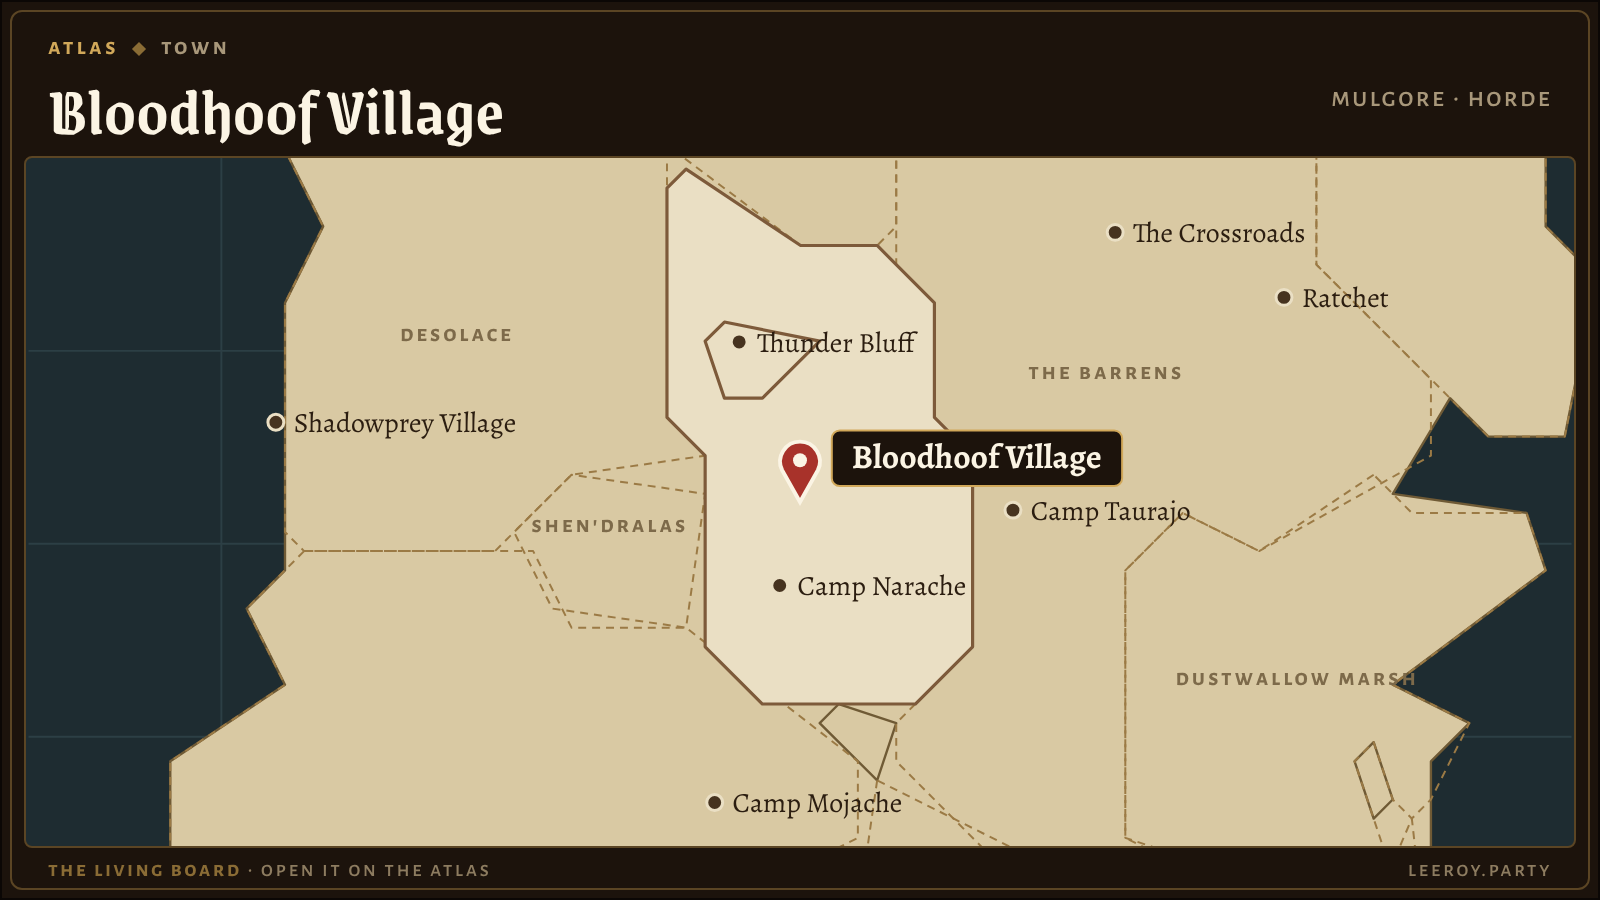 ATLAS ◆ TOWN
Bloodhoof Village
MULGORE · HORDE
The Crossroads
Ratchet
DESOLACE
Thunder Bluff
THE BARRENS
Shadowprey Village
Bloodhoof Village
Camp Taurajo
SHEN'DRALAS
Camp Narache
DUSTWALLOW MARSH
Camp Mojache
THE LIVING BOARD · OPEN IT ON THE ATLAS
LEEROY.PARTY